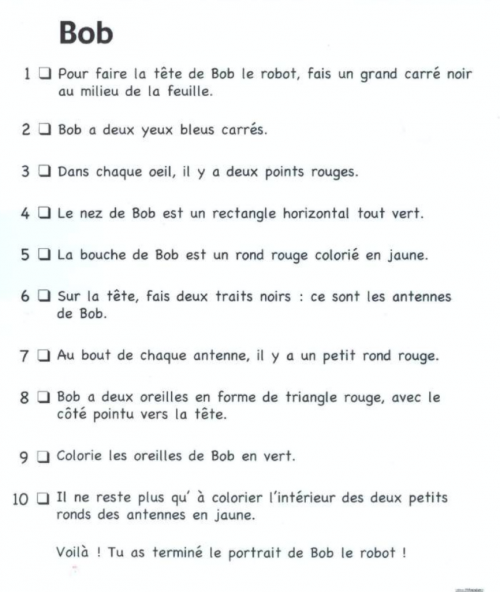 Bob
1 ❑ Pour faire la tête de Bob le robot, fais un grand carré noir
au milieu de la feuille.
2 ❑ Bob a deux yeux bleus carrés.
3 ❑ Dans chaque oeil, il y a deux points rouges.
4 ❑ Le nez de Bob est un rectangle horizontal tout vert.
5 ❑ La bouche de Bob est un rond rouge colorié en jaune.
6 ❑ Sur la tête, fais deux traits noirs : ce sont les antennes
de Bob.
7 ❑ Au bout de chaque antenne, il y a un petit rond rouge.
8 ❑ Bob a deux oreilles en forme de triangle rouge, avec le
côté pointu vers la tête.
9 ❑ Colorie les oreilles de Bob en vert.
10 ❑ Il ne reste plus qu' à colorier l'intérieur des deux petits
ronds des antennes en jaune.
Voilà ! Tu as terminé le portrait de Bob le robot !